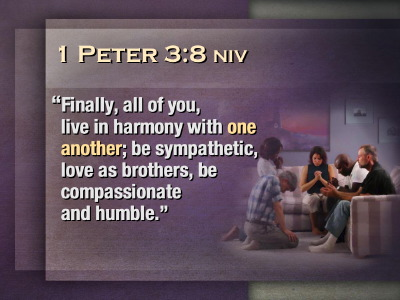 1 PETER 3:8 NIV
“Finally, all of you,
live in harmony with one
another; be sympathetic,
love as brothers, be
compassionate
and humble.”